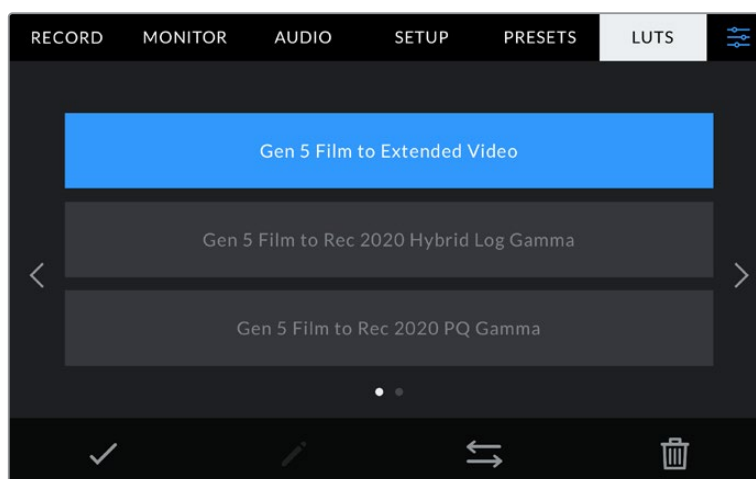 RECORD MONITOR AUDIO SETUP PRESETS LUTS
Gen 5 Film to Extended Video
Gen 5 Film to Rec 2020 Hybrid Log Gamma
Gen 5 Film to Rec 2020 PQ Gamma